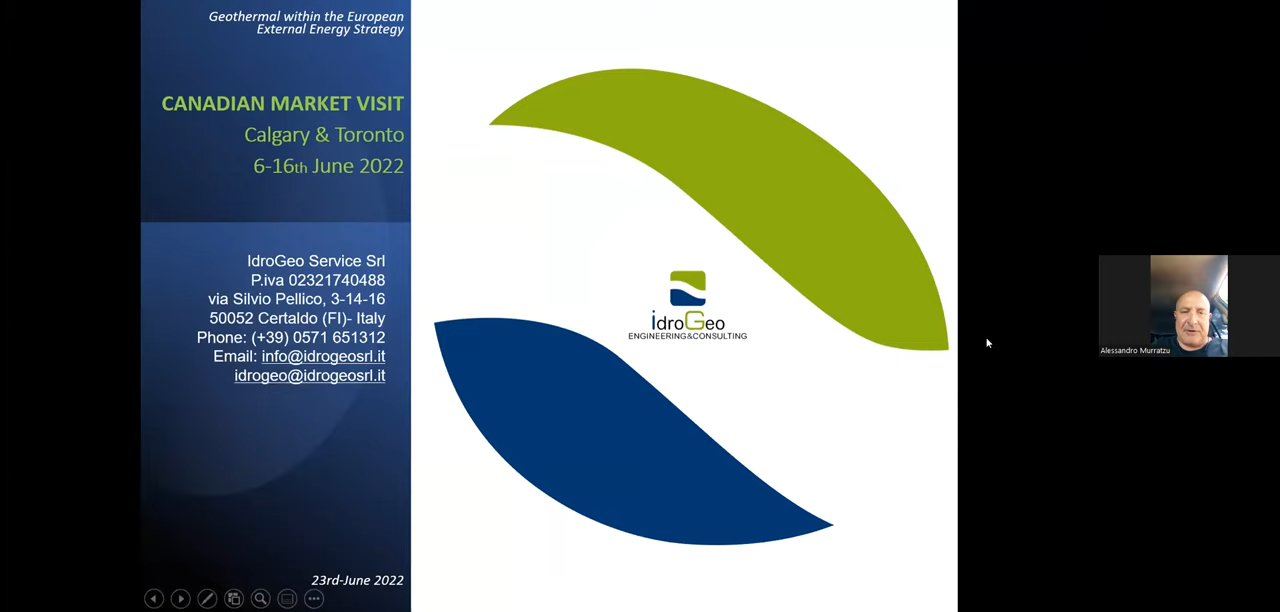 Geothermal within the European
External Energy Strategy
CANADIAN MARKET VISIT
Calgary & Toronto
6-16th June 2022
IdroGeo Service Srl
P.iva 02321740488
via Silvio Pellico, 3-14-16
50052 Certaldo (FI)- Italy
Phone: (+39) 0571 651312
Email: info@idrogeosrl.it
idrogeo@idrogeosrl.it
23rd-June 2022
idroGeo
ENGINEERING&CONSULTING
Alessandro Murratzu